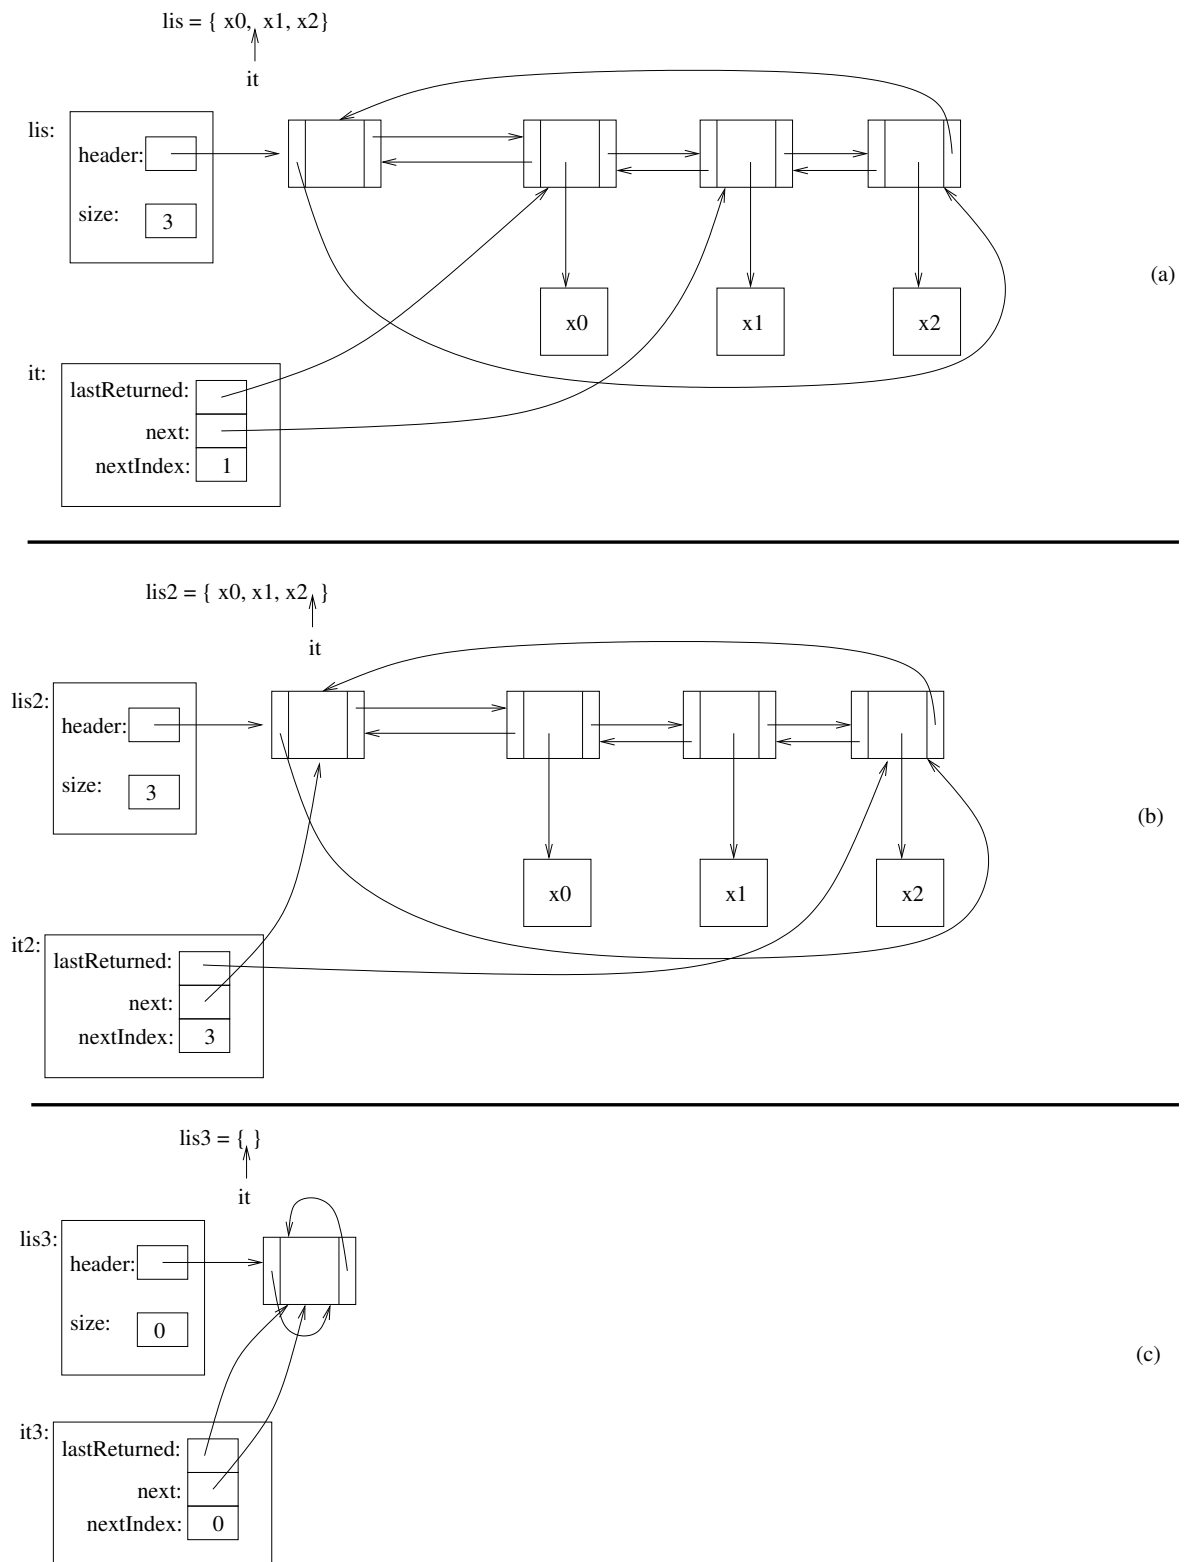 lis = { x0, x1, x2}
it
lis:
header:
size:
3
x0
x1
x2
(a)
it:
lastReturned:
next:
nextIndex:
1
lis2 = { x0, x1, x2 }
it
lis2:
header:
size:
3
x0
x1
x2
(b)
it2:
lastReturned:
next:
nextIndex:
3
lis3 = { }
it
lis3:
header:
size:
0
(c)
it3:
lastReturned:
next:
nextIndex:
0